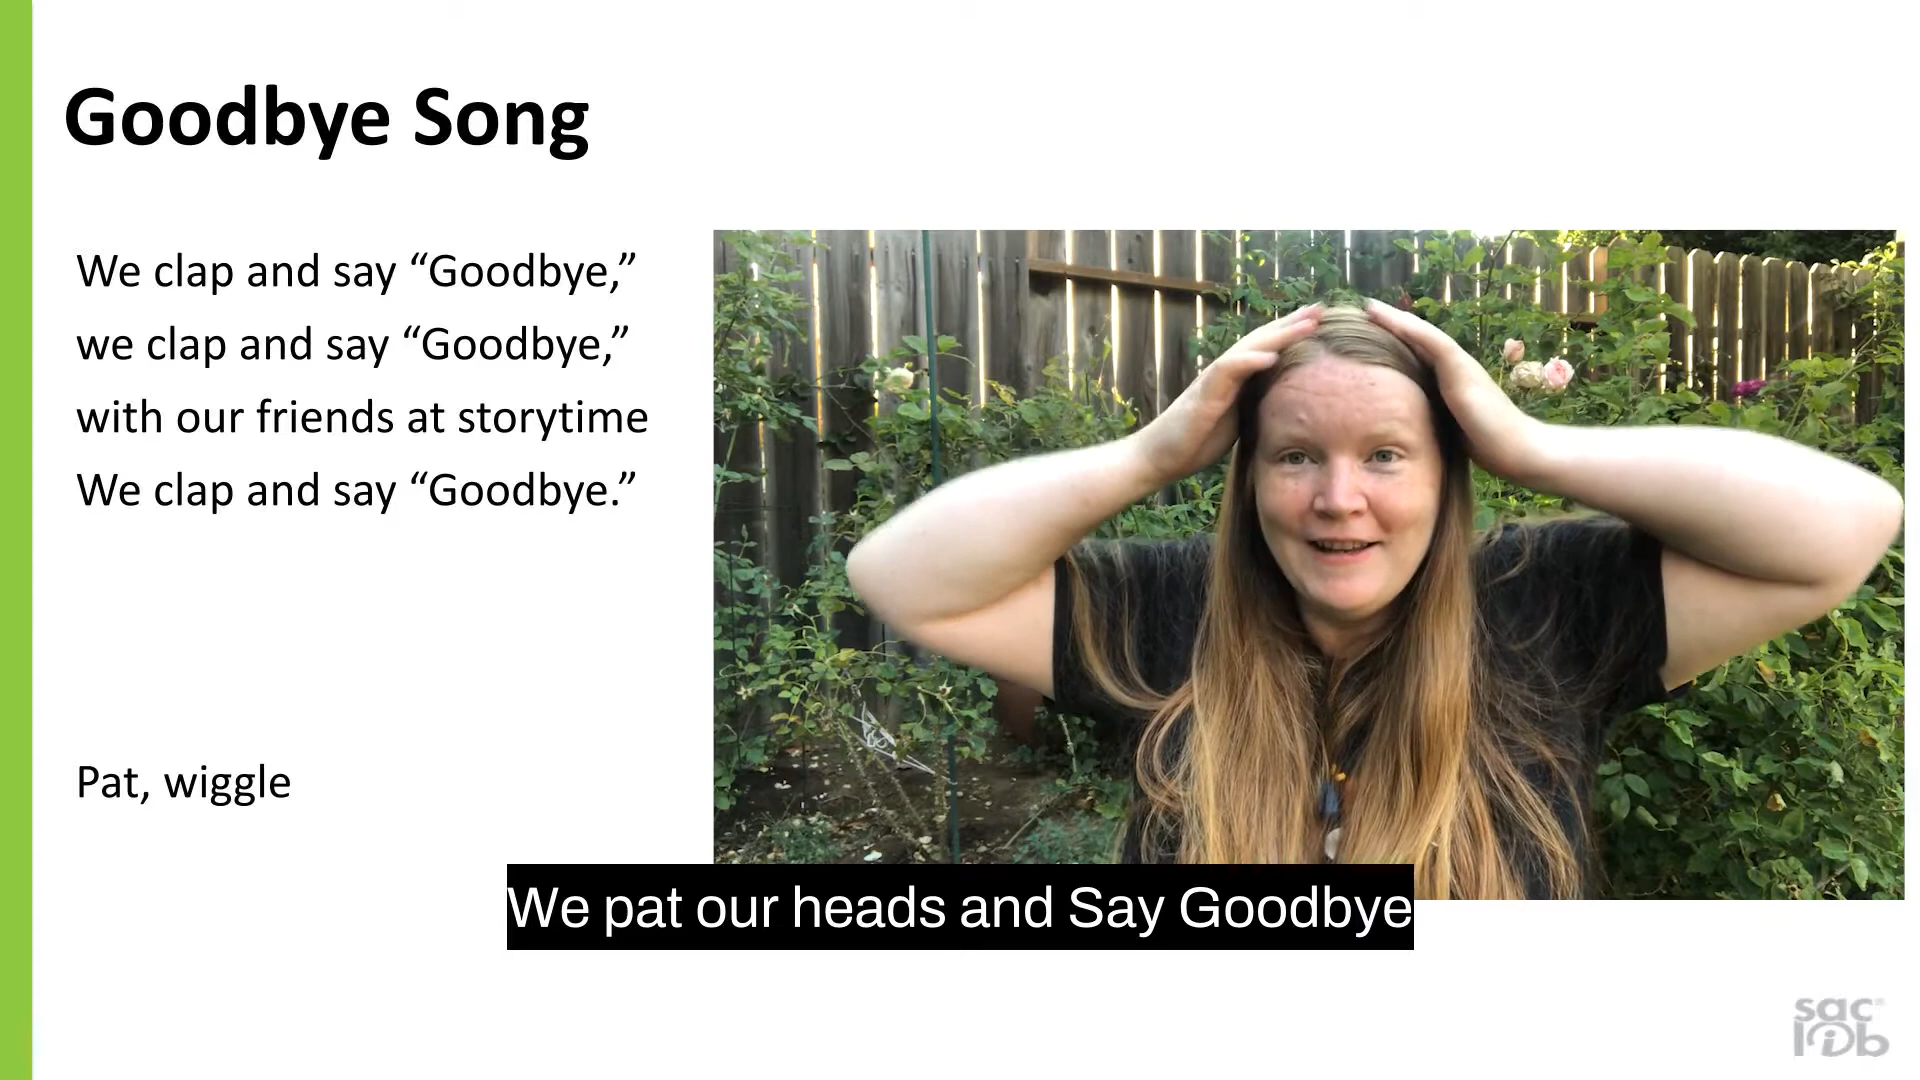 Goodbye Song
We clap and say “Goodbye,”
we clap and say “Goodbye,”
with our friends at storytime
We clap and say “Goodbye.”
Pat, wiggle
We pat our heads and Say Goodbye
sac
lib